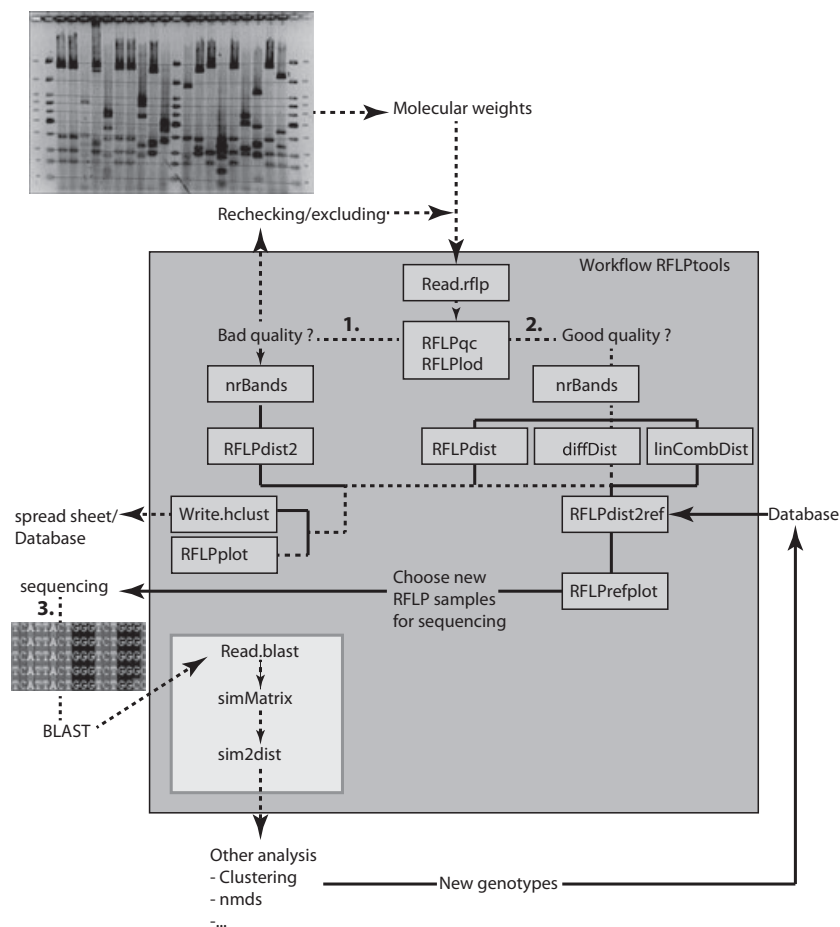 Molecular weights
Rechecking/excluding
Workflow RFLPtools
Read.rflp
Bad quality ?
1.
RFLPqc
RFLPlod
2.
Good quality ?
nrBands
nrBands
RFLPdist2
RFLPdist
diffDist
linCombDist
spread sheet/
Database
Write.hclust
RFLPplot
RFLPdist2ref
Database
sequencing
3.
Choose new
RFLP samples
for sequencing
RFLPrefplot
Read.blast
simMatrix
sim2dist
BLAST
Other analysis
- Clustering
- nmds
-...
New genotypes